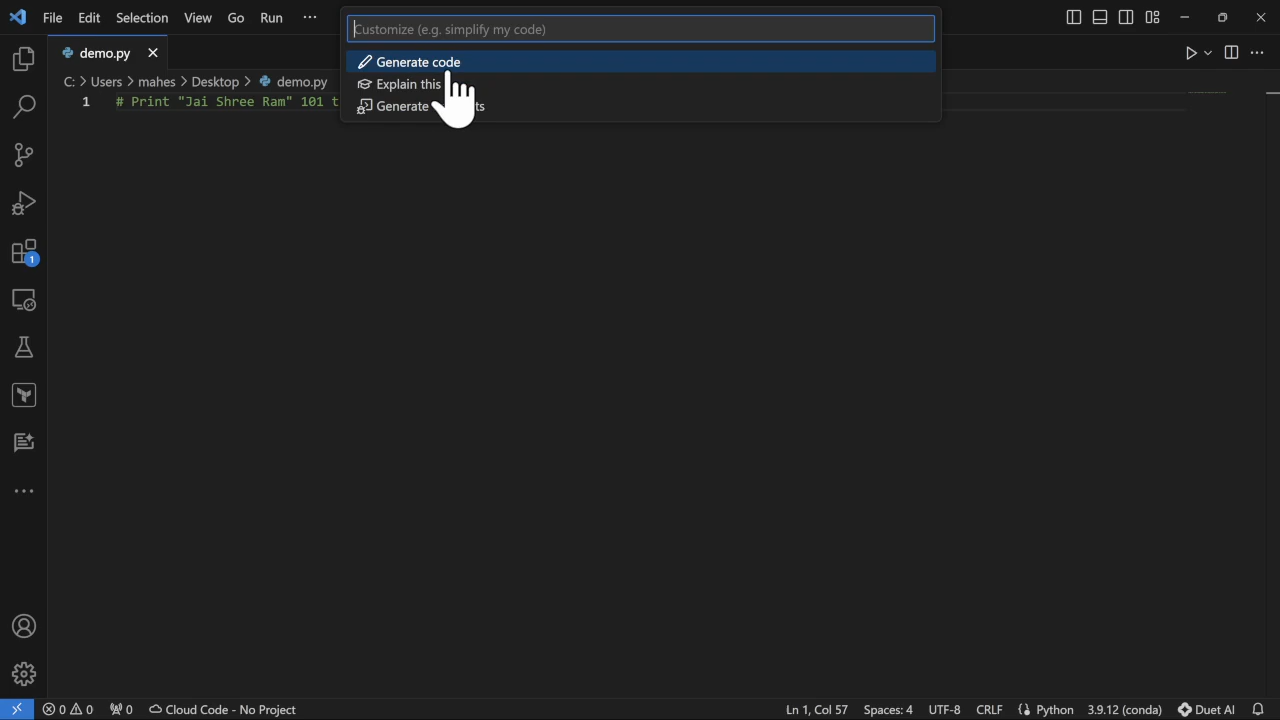 File Edit Selection View Go Run ···
Customize (e.g. simplify my code)
Generate code
Explain this
Generate
demo.py
C: > Users > mahes > Desktop > demo.py
1 # Print "Jai Shree Ram" 101
1
0 0 0 Cloud Code - No Project
Ln 1, Col 57 Spaces: 4 UTF-8 CRLF Python 3.9.12 (conda) Duet AI